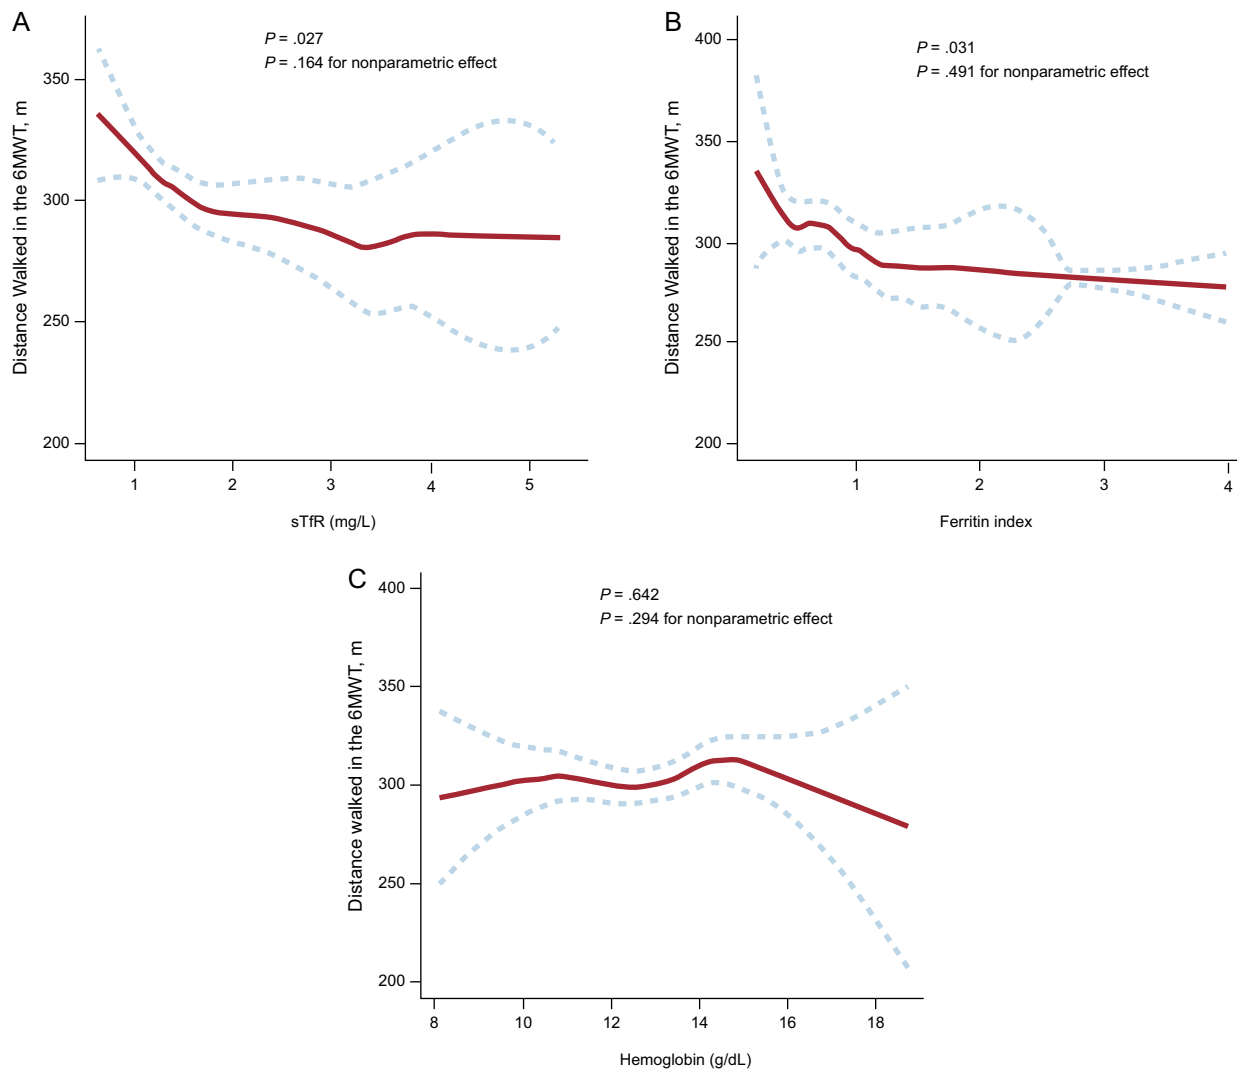 A
P = .027
P = .164 for nonparametric effect
Distance Walked in the 6MWT, m
350
300
250
200
1 2 3 4 5
sTfR (mg/L)
B
P = .031
P = .491 for nonparametric effect
Distance Walked in the 6MWT, m
400
350
300
250
200
1 2 3 4
Ferritin index
C
P = .642
P = .294 for nonparametric effect
Distance walked in the 6MWT, m
400
350
300
250
200
8 10 12 14 16 18
Hemoglobin (g/dL)